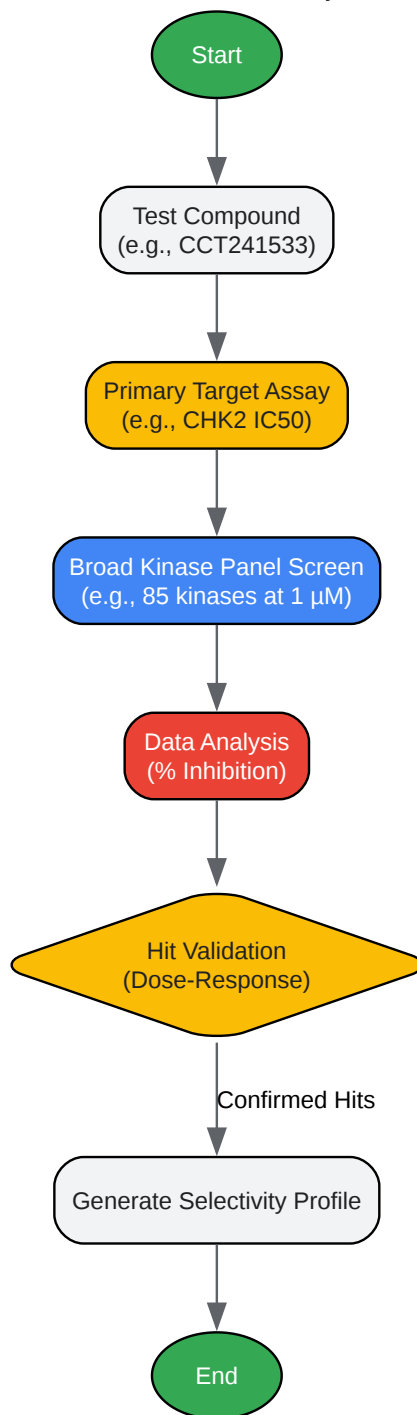 Start
Test Compound
(e.g., CCT241533)
Primary Target Assay
(e.g., CHK2 IC50)
Broad Kinase Panel Screen
(e.g., 85 kinases at 1 µM)
Data Analysis
(% Inhibition)
Hit Validation
(Dose-Response)
Confirmed Hits
Generate Selectivity Profile
End